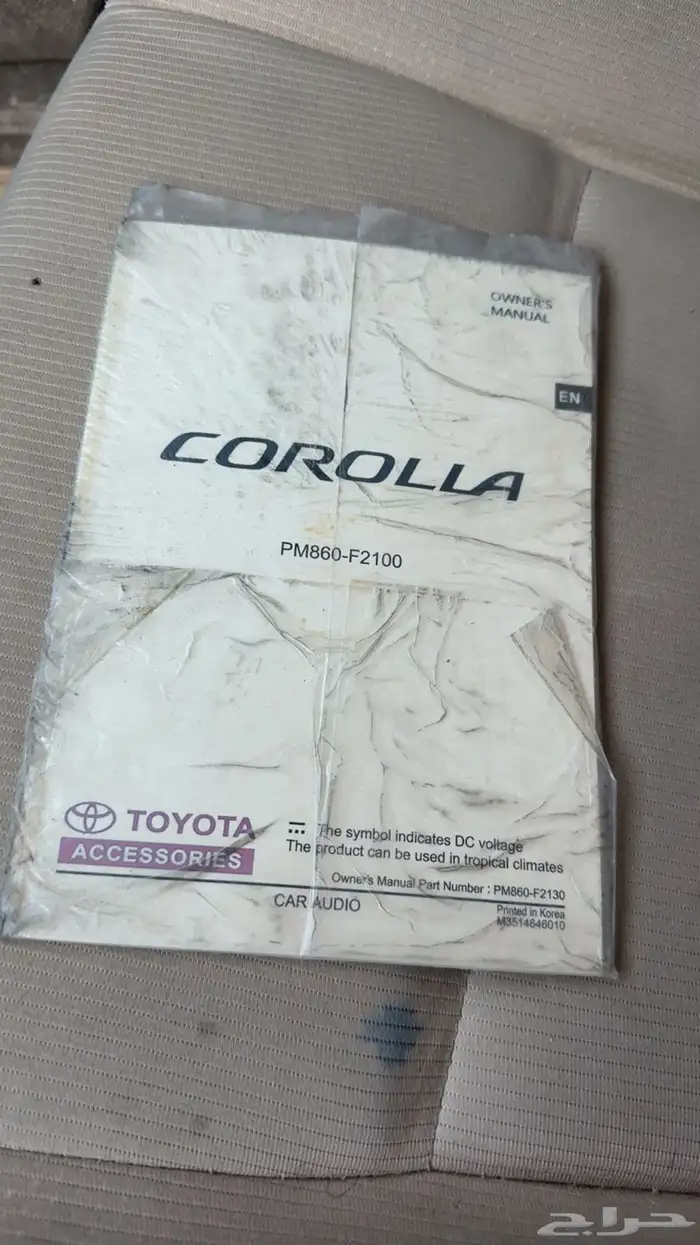 OWNER'S
MANUAL
EN
COROLLA
PM860-F2100
TOYOTA
ACCESSORIES
The symbol indicates DC voltage
The product can be used in tropical climates
Owner's Manual Part Number : PM860-F2130
CAR AUDIO
Printed in Korea
M3514646010
حراج